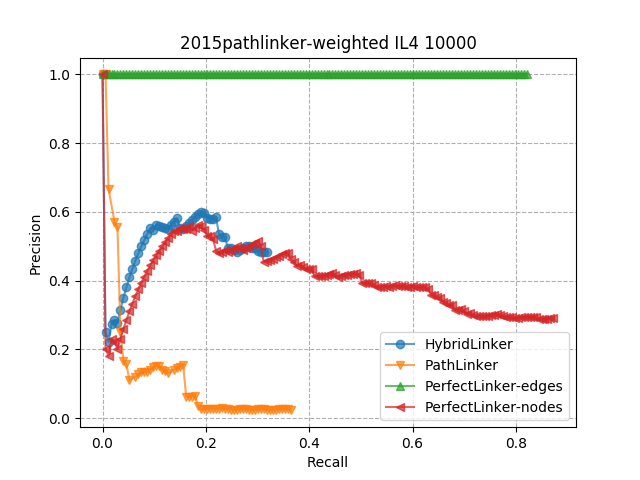 2015pathlinker-weighted IL4 10000
1.0
0.8
0.6
0.4
0.2
0.0
Precision
0.0 0.2 0.4 0.6 0.8
Recall
HybridLinker
PathLinker
PerfectLinker-edges
PerfectLinker-nodes